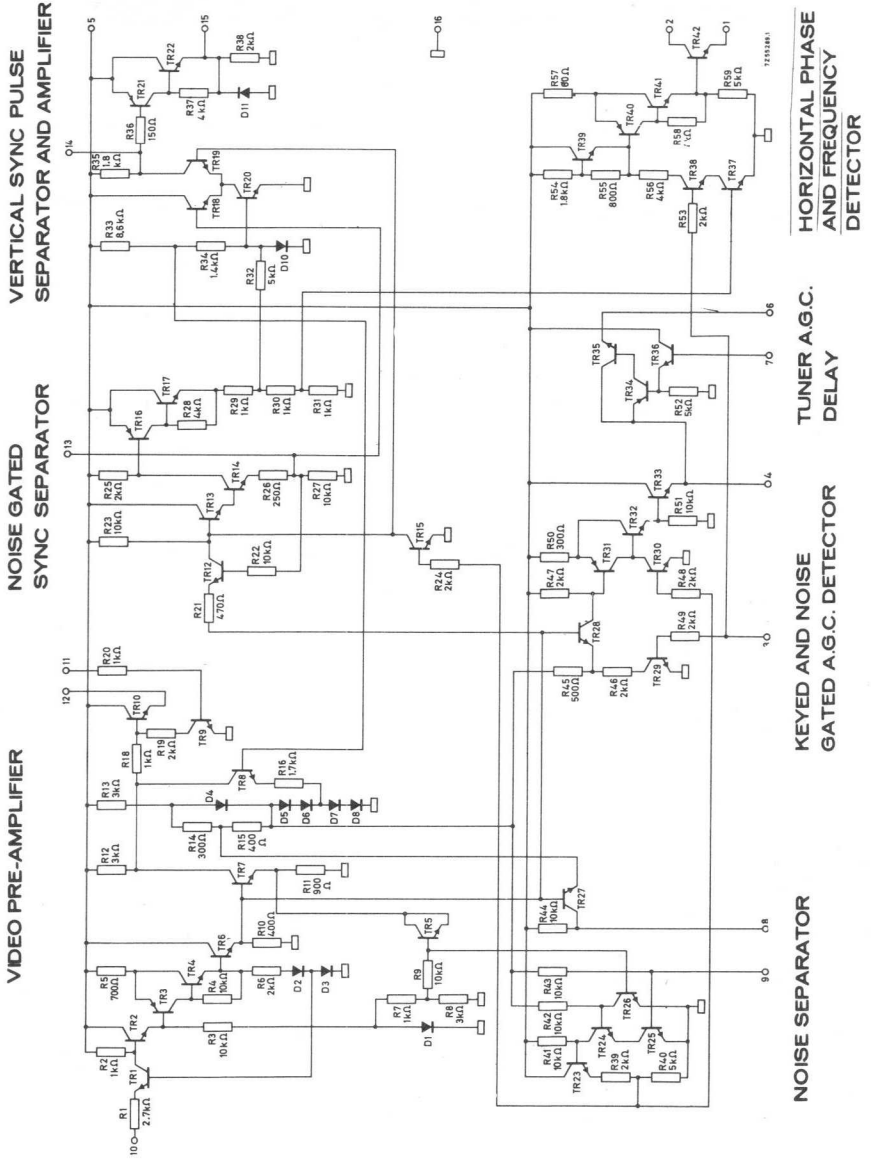 VIDEO PRE-AMPLIFIER
NOISE GATED
SYNC SEPARATOR
VERTICAL SYNC PULSE
SEPARATOR AND AMPLIFIER
10
R1
2.7kΩ
TR1
R2
1kΩ
TR2
R3
10kΩ
TR3
R5
700Ω
TR4
R4
10kΩ
R6
2kΩ
D2
D3
TR6
R10
400Ω
D1
R7
1kΩ
R8
3kΩ
R9
10kΩ
TR5
TR7
R11
900
Ω
R12
3kΩ
R13
3kΩ
R14
300Ω
R15
400
Ω
D4
D5
D6
D7
D8
TR8
R16
1.7kΩ
R18
1kΩ
TR10
R19
2kΩ
TR9
12
11
R20
1kΩ
R21
470Ω
TR12
R22
10kΩ
R23
10kΩ
TR13
TR14
R24
2kΩ
TR15
R25
2kΩ
R26
250Ω
R27
10kΩ
13
TR16
TR17
R28
4kΩ
R29
1kΩ
R30
1kΩ
R31
1kΩ
R32
5kΩ
R33
8,6kΩ
R34
1.4kΩ
D10
TR18
TR19
TR20
R35
1.8
kΩ
14
R36
150Ω
TR21
TR22
R37
4kΩ
D11
R38
2kΩ
5
15
16
R41
10kΩ
R42
10kΩ
R43
10kΩ
TR23
TR24
R39
2kΩ
TR25
TR26
R40
5kΩ
9
8
R44
10kΩ
TR27
R45
500Ω
R46
2kΩ
TR28
TR29
R49
2kΩ
3
R47
2kΩ
R50
300Ω
TR31
TR30
R48
2kΩ
TR32
TR33
R51
10kΩ
4
TR34
TR35
TR36
R52
5kΩ
7
6
R54
1.8kΩ
R55
800Ω
R56
4kΩ
TR39
TR38
R53
2kΩ
TR37
R57
TR40
TR41
R58
R59
5kΩ
TR42
2
1
7255289.1
NOISE SEPARATOR
KEYED AND NOISE
GATED A.G.C. DETECTOR
TUNER A.G.C.
DELAY
HORIZONTAL PHASE
AND FREQUENCY
DETECTOR